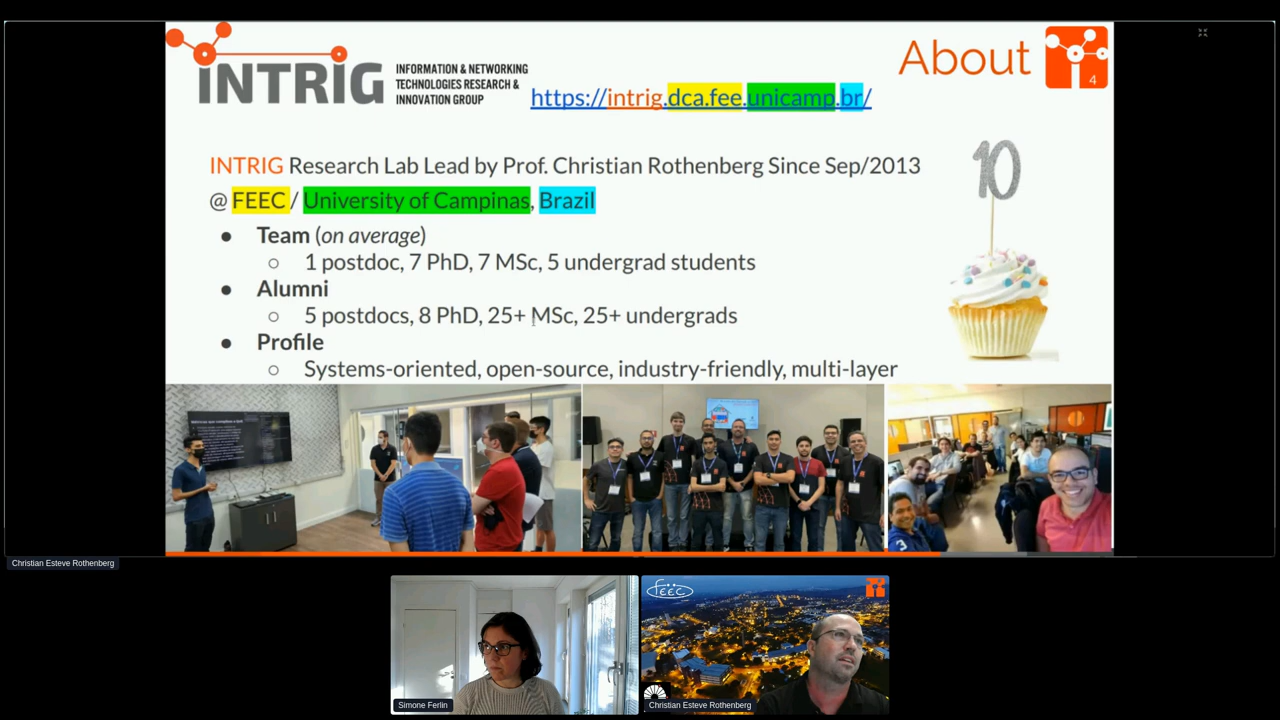 INTRIG
INFORMATION & NETWORKING
TECHNOLOGIES RESEARCH &
INNOVATION GROUP
https://intrig.dca.fee.unicamp.br/
About
4
INTRIG Research Lab Lead by Prof. Christian Rothenberg Since Sep/2013
@ FEEC / University of Campinas, Brazil
● Team (on average)
○ 1 postdoc, 7 PhD, 7 MSc, 5 undergrad students
● Alumni
○ 5 postdocs, 8 PhD, 25+ MSc, 25+ undergrads
● Profile
○ Systems-oriented, open-source, industry-friendly, multi-layer
10
3
Christian Esteve Rothenberg
Simone Ferlin
FEEC
Christian Esteve Rothenberg